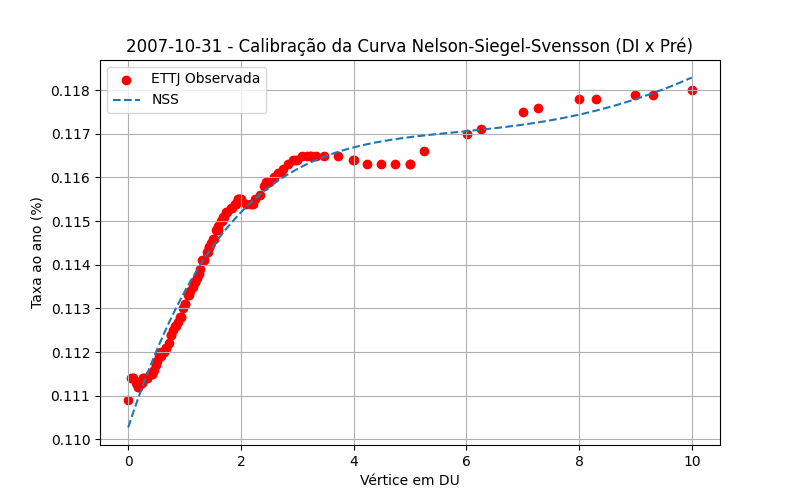 2007-10-31 - Calibração da Curva Nelson-Siegel-Svensson (DI x Pré)
ETTJ Observada
NSS
Taxa ao ano (%)
0.118
0.117
0.116
0.115
0.114
0.113
0.112
0.111
0.110
0 2 4 6 8 10
Vértice em DU